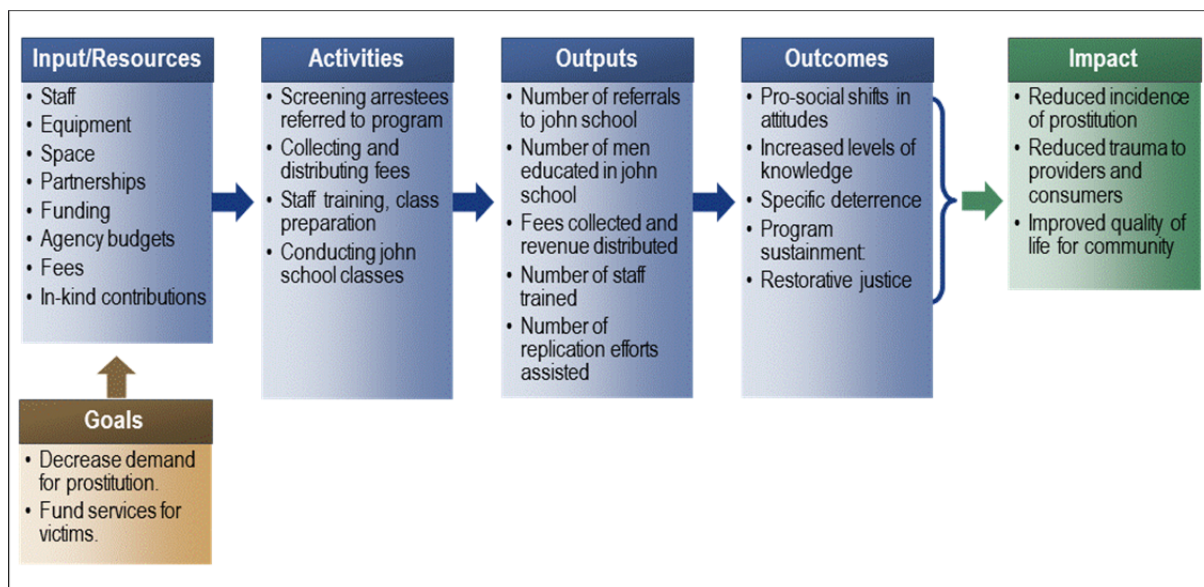 Input/Resources
• Staff
• Equipment
• Space
• Partnerships
• Funding
• Agency budgets
• Fees
• In-kind contributions
Goals
• Decrease demand
for prostitution.
• Fund services for
victims.
Activities
• Screening arrestees
referred to program
• Collecting and
distributing fees
• Staff training, class
preparation
• Conducting john
school classes
Outputs
• Number of referrals
to john school
• Number of men
educated in john
school
• Fees collected and
revenue distributed
• Number of staff
trained
• Number of
replication efforts
assisted
Outcomes
• Pro-social shifts in
attitudes
• Increased levels of
knowledge
• Specific deterrence
• Program
sustainment:
• Restorative justice
Impact
• Reduced incidence
of prostitution
• Reduced trauma to
providers and
consumers
• Improved quality of
life for community